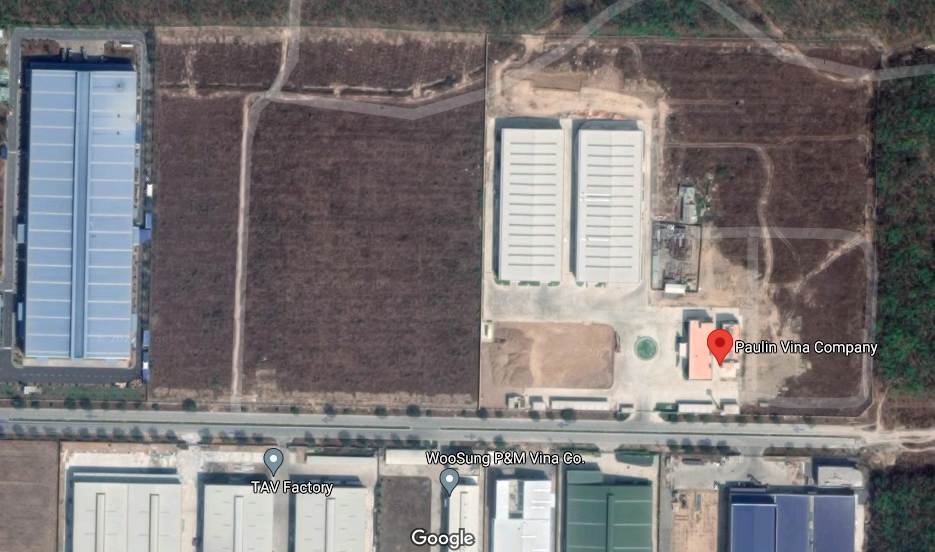 Paulin Vina Company
WooSung P&M Vina Co.
TAV Factory
Google